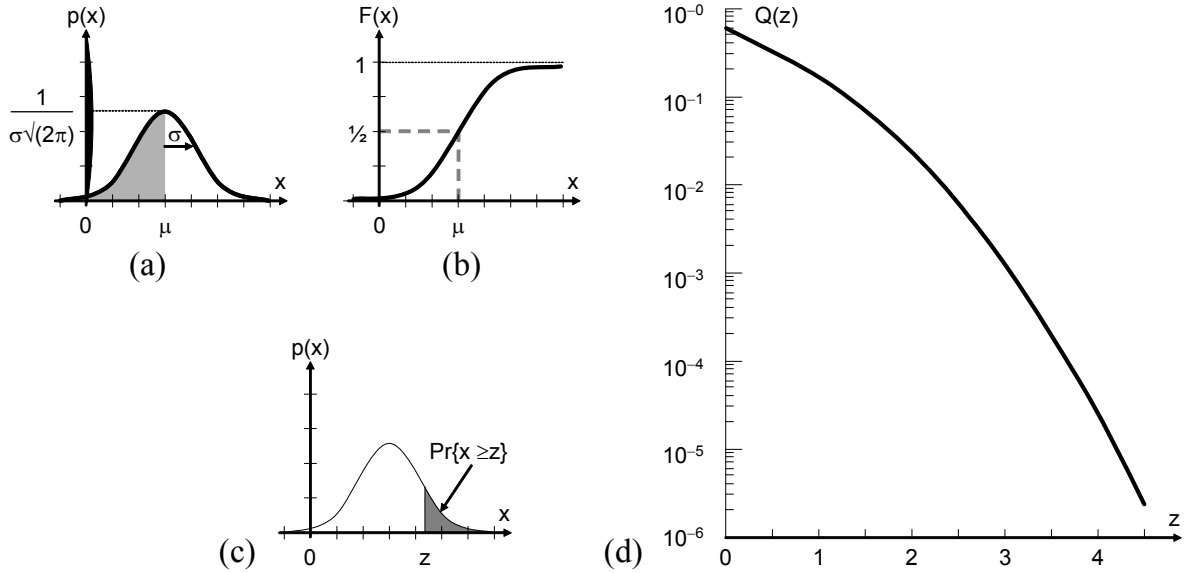 p(x)
1
σ√(2π)
σ
x
0
μ
(a)
F(x)
1
½
x
0
μ
(b)
p(x)
Pr{x ≥z}
x
0
z
(c)
Q(z)
10⁻⁰
10⁻¹
10⁻²
10⁻³
10⁻⁴
10⁻⁵
10⁻⁶
z
0 1 2 3 4
(d)